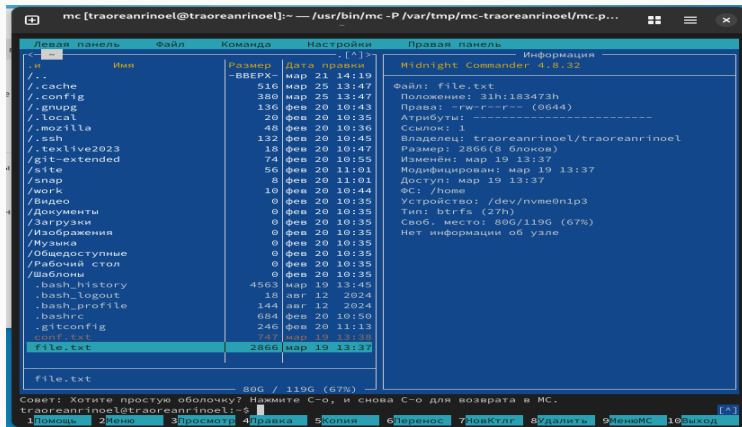 mc [traoreanrinoel@traoreanrinoel]:~ — /usr/bin/mc -P /var/tmp/mc-traoreanrinoel/mc.p...
Левая панель Файл Команда Настройки Правая панель
<- ~ .[^]>
.и Имя Размер Дата правки
/.. -ВВЕРХ- мар 21 14:19
/.cache 516 мар 25 13:47
/.config 380 мар 25 13:47
/.gnupg 136 фев 20 10:43
/.local 20 фев 20 10:35
/.mozilla 48 фев 20 10:36
/.ssh 132 фев 20 10:45
/.texlive2023 18 фев 20 10:47
/git-extended 74 фев 20 10:55
/site 56 фев 20 11:01
/snap 8 фев 20 11:01
/work 10 фев 20 10:44
/Видео 0 фев 20 10:35
/Документы 0 фев 20 10:35
/Загрузки 0 фев 20 10:35
/Изображения 0 фев 20 10:35
/Музыка 0 фев 20 10:35
/Общедоступные 0 фев 20 10:35
/Рабочий стол 0 фев 20 10:35
/Шаблоны 0 фев 20 10:35
.bash_history 4563 мар 19 13:45
.bash_logout 18 авг 12 2024
.bash_profile 144 авг 12 2024
.bashrc 684 фев 20 10:50
.gitconfig 246 фев 20 11:13
conf.txt 747 мар 19 13:38
file.txt 2866 мар 19 13:37
file.txt
80G / 119G (67%)
Информация
Midnight Commander 4.8.32
Файл: file.txt
Положение: 31h:183473h
Права: -rw-r--r-- (0644)
Атрибуты: ----------------------
Ссылок: 1
Владелец: traoreanrinoel/traoreanrinoel
Размер: 2866(8 блоков)
Изменён: мар 19 13:37
Модифицирован: мар 19 13:37
Доступ: мар 19 13:37
ФС: /home
Устройство: /dev/nvme0n1p3
Тип: btrfs (27h)
Своб. место: 80G/119G (67%)
Нет информации об узле
Совет: Хотите простую оболочку? Нажмите C-o, и снова C-o для возврата в MC.
traoreanrinoel@traoreanrinoel:~$ [^]
1Помощь 2Меню 3Просмотр 4Правка 5Копия 6Перенос 7НовКтлг 8Удалить 9МенюMC 10Выход